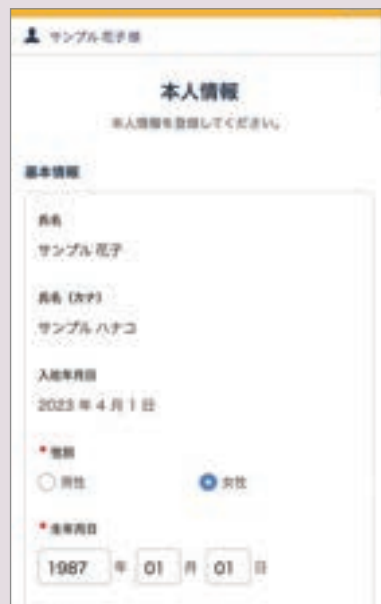 サンプル花子様
本人情報
本人情報を登録してください。
基本情報
氏名
サンプル 花子
氏名（カナ）
サンプル ハナコ
入社年月日
2023 年 4 月 1 日
*性別
男性 女性
*生年月日
1987 年 01 月 01 日